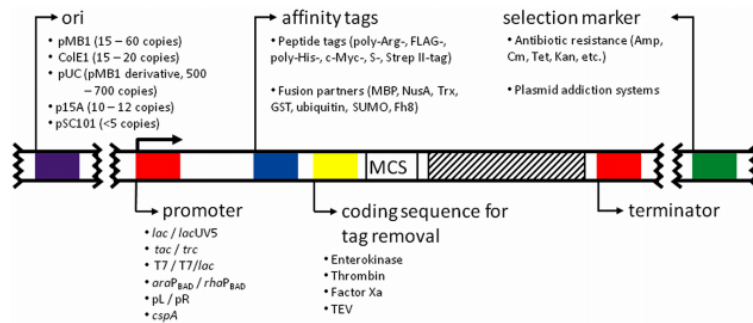 ori
• pMB1 (15 – 60 copies)
• ColE1 (15 – 20 copies)
• pUC (pMB1 derivative, 500
– 700 copies)
• p15A (10 – 12 copies)
• pSC101 (<5 copies)
affinity tags
• Peptide tags (poly-Arg-, FLAG-,
poly-His-, c-Myc-, S-, Strep II-tag)
• Fusion partners (MBP, NusA, Trx,
GST, ubiquitin, SUMO, Fh8)
selection marker
• Antibiotic resistance (Amp,
Cm, Tet, Kan, etc.)
• Plasmid addiction systems
MCS
promoter
• lac / lacUV5
• tac / trc
• T7 / T7/lac
• araPBAD / rhaPBAD
• pL / pR
• cspA
coding sequence for
tag removal
• Enterokinase
• Thrombin
• Factor Xa
• TEV
terminator